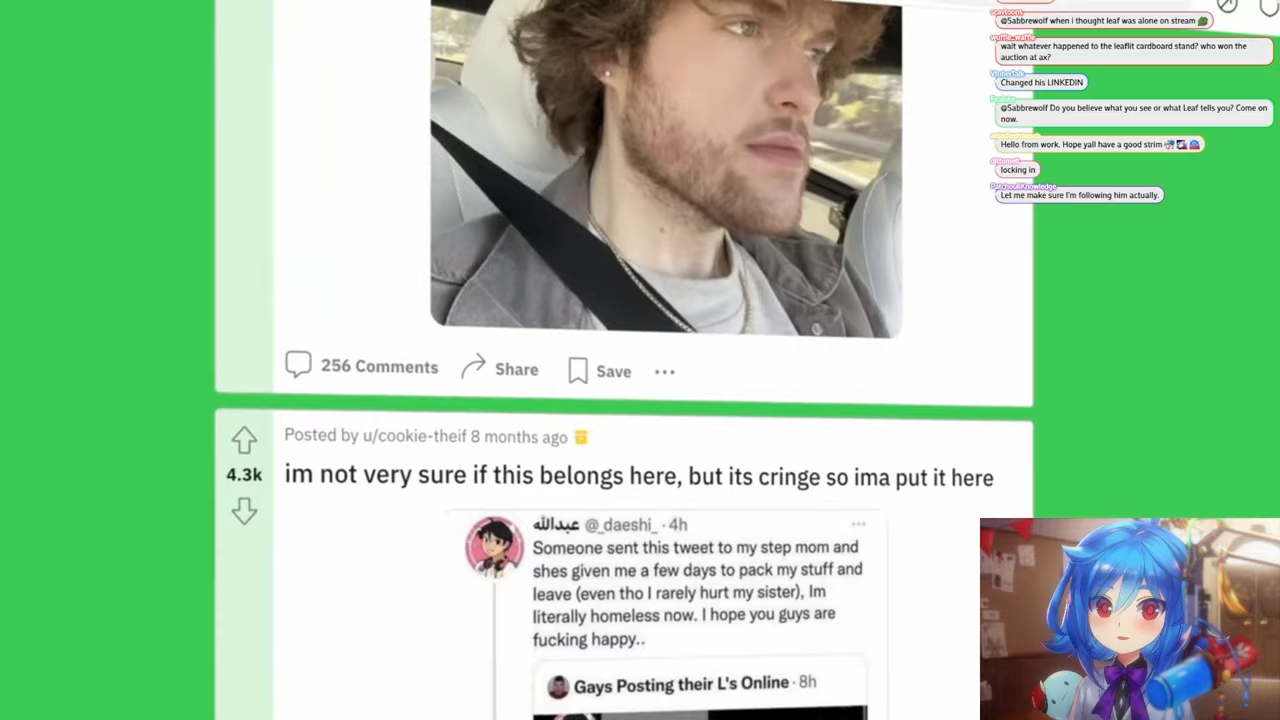 @Sabbrewolf when i thought leaf was alone on stream
wait whatever happened to the leaflit cardboard stand? who won the
auction at ax?
VtuberTalk
Changed his LINKEDIN
@Sabbrewolf Do you believe what you see or what Leaf tells you? Come on
now.
Hello from work. Hope yall have a good strim
locking in
PatchouliKnowledge
Let me make sure I'm following him actually.
256 Comments
Share
Save
Posted by u/cookie-theif 8 months ago
4.3k
im not very sure if this belongs here, but its cringe so ima put it here
عبدالله @_daeshi_ · 4h
Someone sent this tweet to my step mom and
shes given me a few days to pack my stuff and
leave (even tho I rarely hurt my sister), Im
literally homeless now. I hope you guys are
fucking happy..
Gays Posting their L's Online · 8h